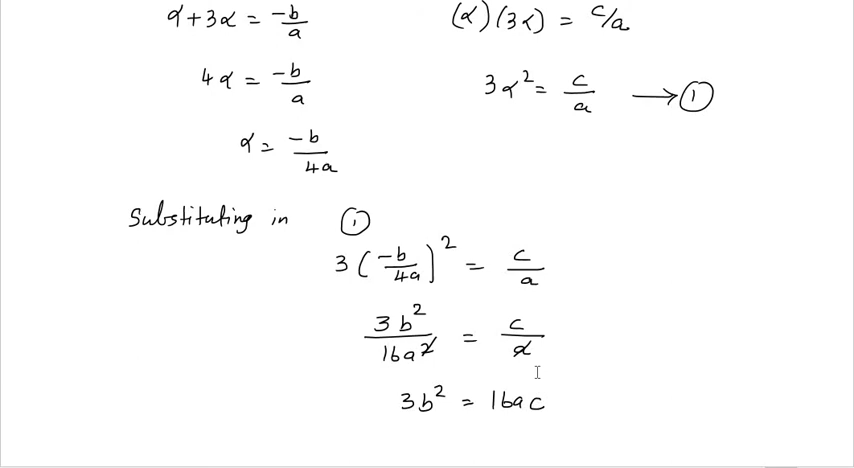 α + 3α = -b/a    (α)(3α) = c/a
4α = -b/a    3α² = c/a → ①
α = -b/4a
Substituting in ①
3(-b/4a)² = c/a
3b²/16a² = c/a
3b² = 16ac